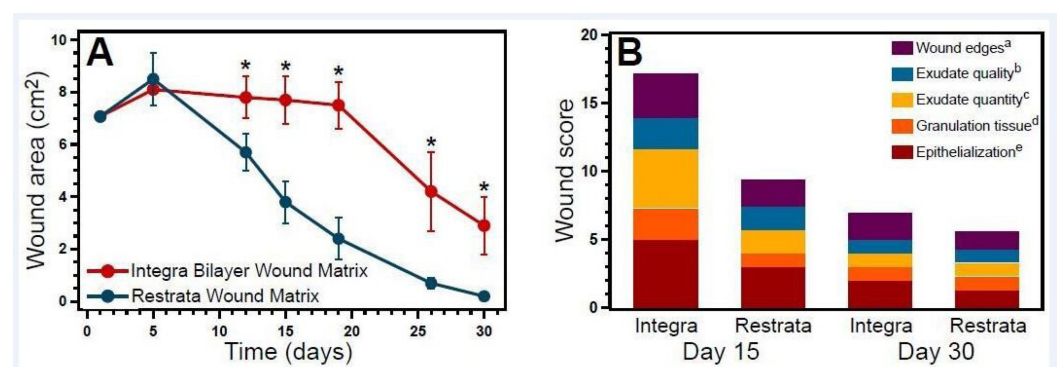 A
Wound area (cm²)
10
8
6
4
2
0
* * * * *
Integra Bilayer Wound Matrix
Restrata Wound Matrix
0 5 10 15 20 25 30
Time (days)
B
Wound score
20
15
10
5
0
Wound edgesᵃ
Exudate qualityᵇ
Exudate quantityᶜ
Granulation tissueᵈ
Epithelializationᵉ
Integra Restrata Integra Restrata
Day 15 Day 30